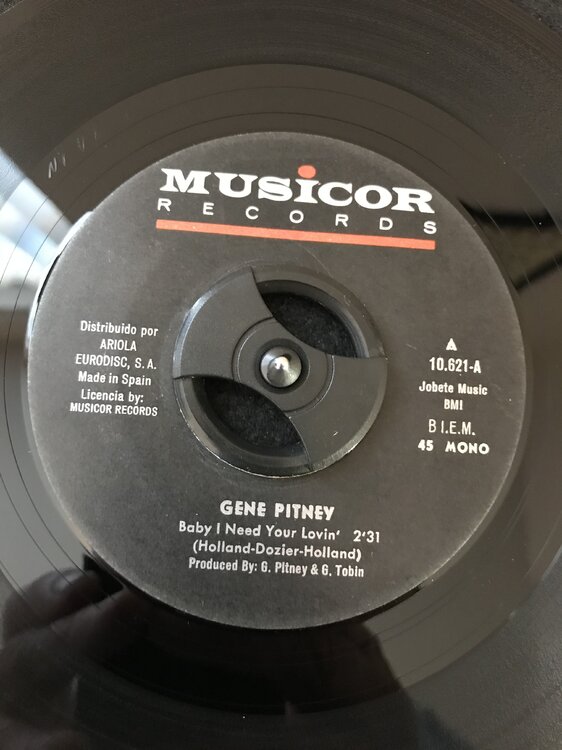 MUSICOR
RECORDS
Distribuido por
ARIOLA
EURODISC, S.A.
Made in Spain
Licencia by:
MUSICOR RECORDS
A
10.621-A
Jobete Music
BMI
B I.E.M.
45 MONO
GENE PITNEY
Baby I Need Your Lovin' 2'31
(Holland-Dozier-Holland)
Produced By: G. Pitney & G. Tobin